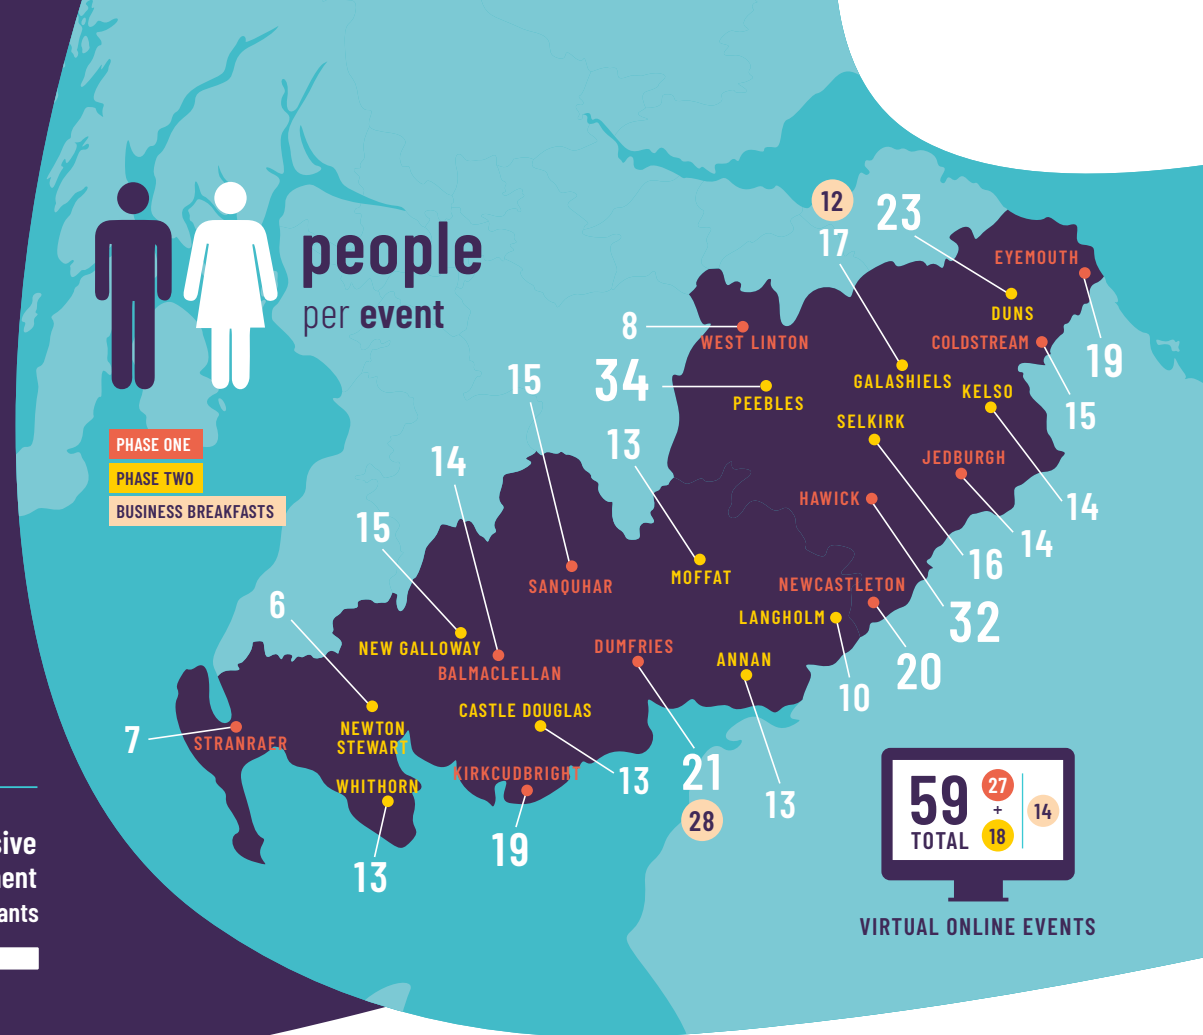 people
per event
PHASE ONE
PHASE TWO
BUSINESS BREAKFASTS
12
17
23
EYEMOUTH
DUNS
8
WEST LINTON
COLDSTREAM
19
15
34
PEEBLES
GALASHIELS
KELSO
15
13
SELKIRK
14
JEDBURGH
HAWICK
14
15
14
16
SANQUHAR
MOFFAT
NEWCASTLETON
6
LANGHOLM
32
NEW GALLOWAY
DUMFRIES
ANNAN
20
BALMACLELLAN
10
CASTLE DOUGLAS
7
STRANRAER
NEWTON
STEWART
KIRKCUDBRIGHT
13
21
WHITHORN
13
28
19
13
59
TOTAL
27
+
18
14
VIRTUAL ONLINE EVENTS